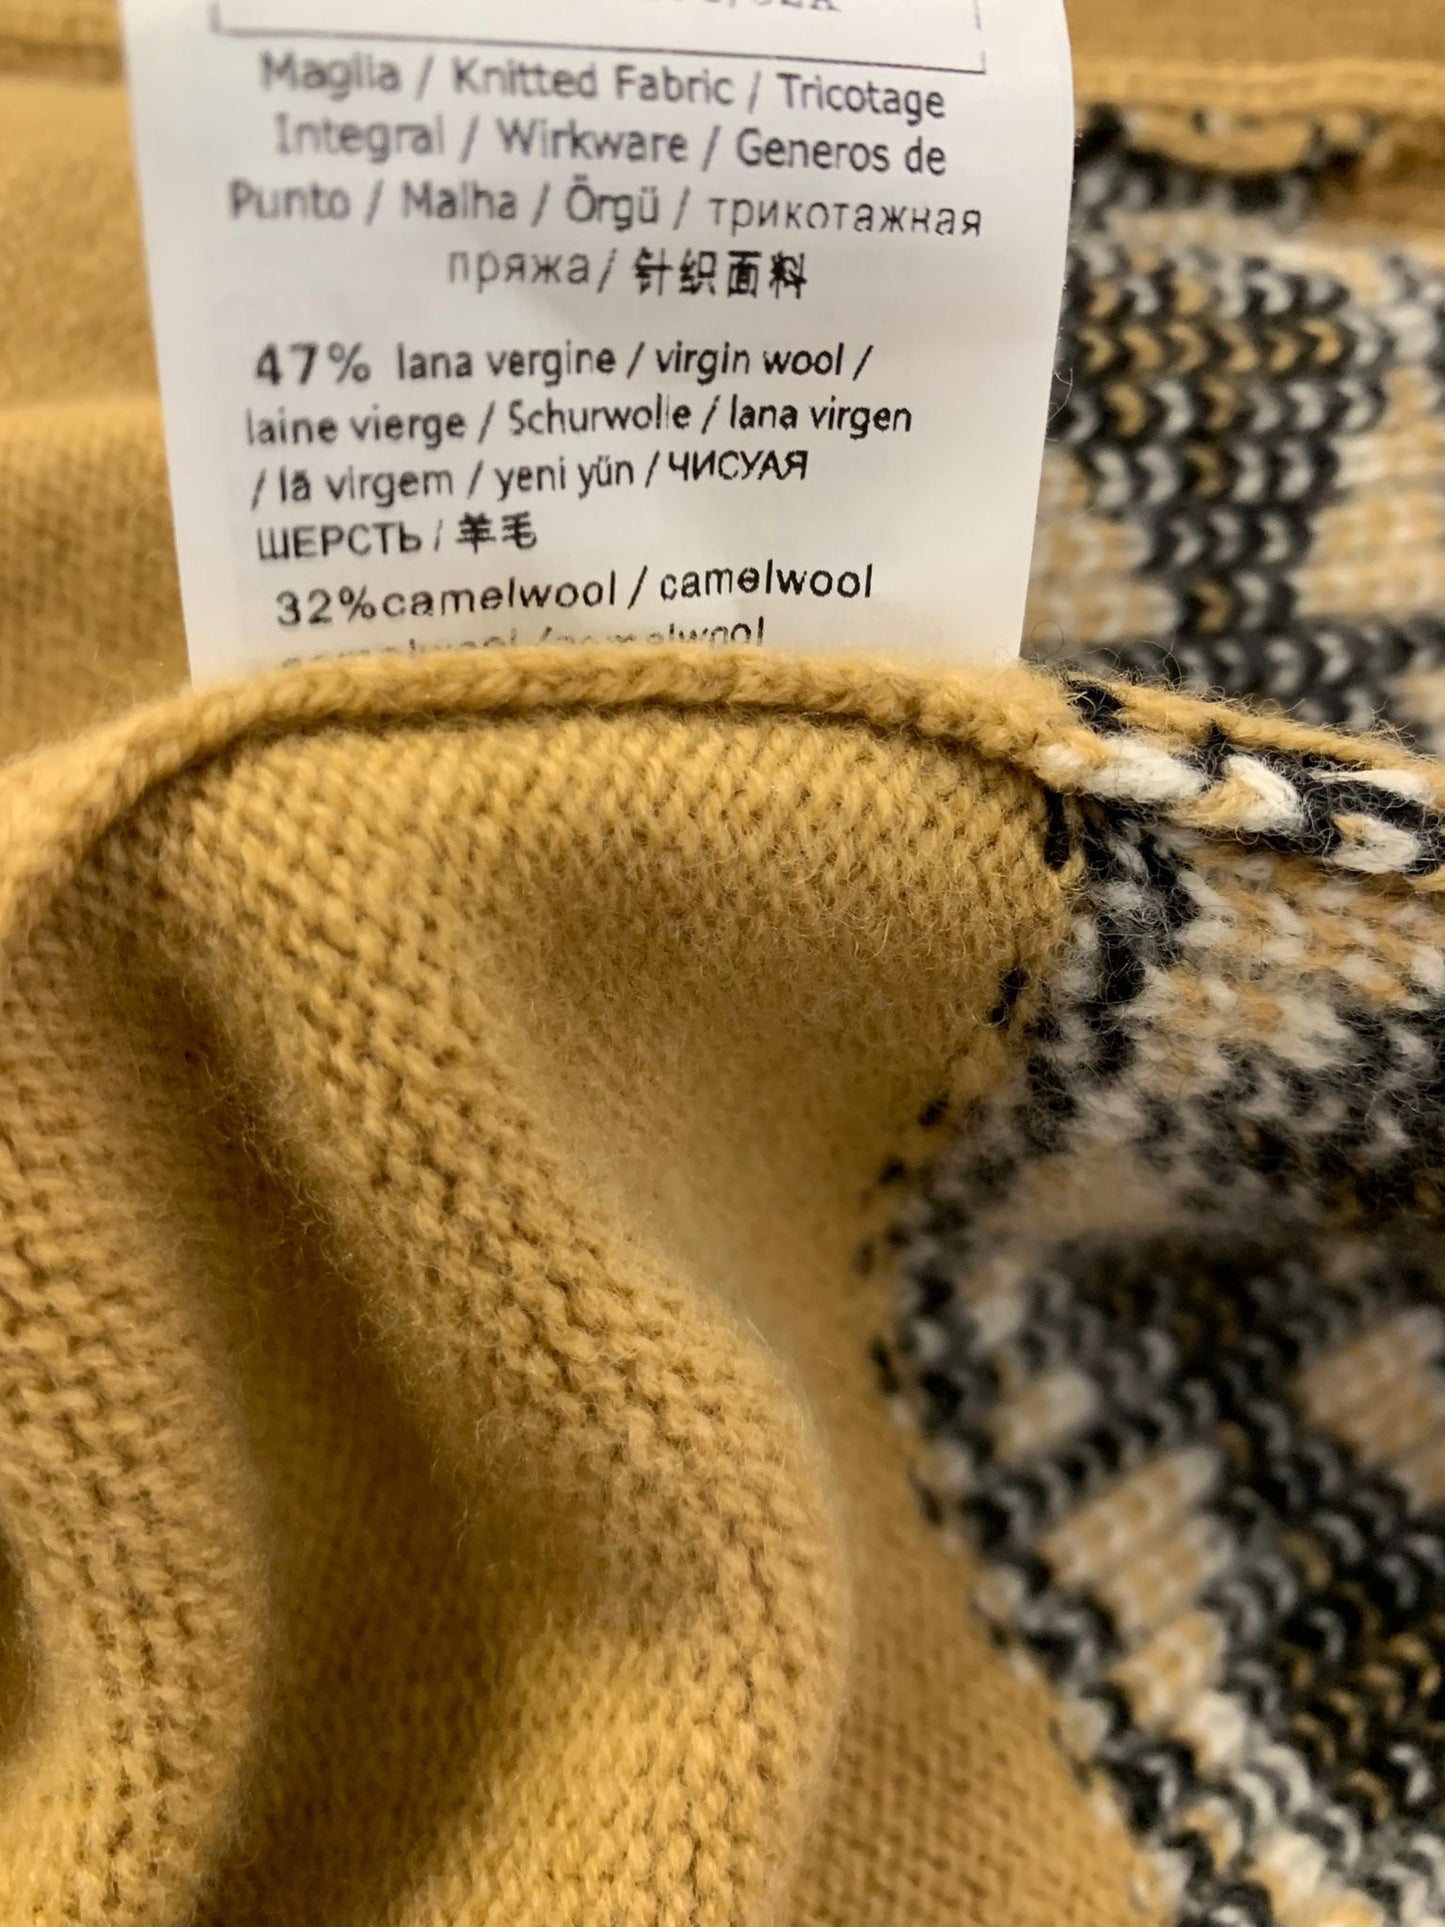 Maglia / Knitted Fabric / Tricotage
Integral / Wirkware / Generos de
Punto / Malha / Örgü / трикотажная
пряжа/ 针织面料
47% lana vergine / virgin wool /
laine vierge / Schurwolle / lana virgen
/ lã virgem / yeni yün / ЧИСУАЯ
ШЕРСТЬ / 羊毛
32%camelwool / camelwool
camelwool /camelwool